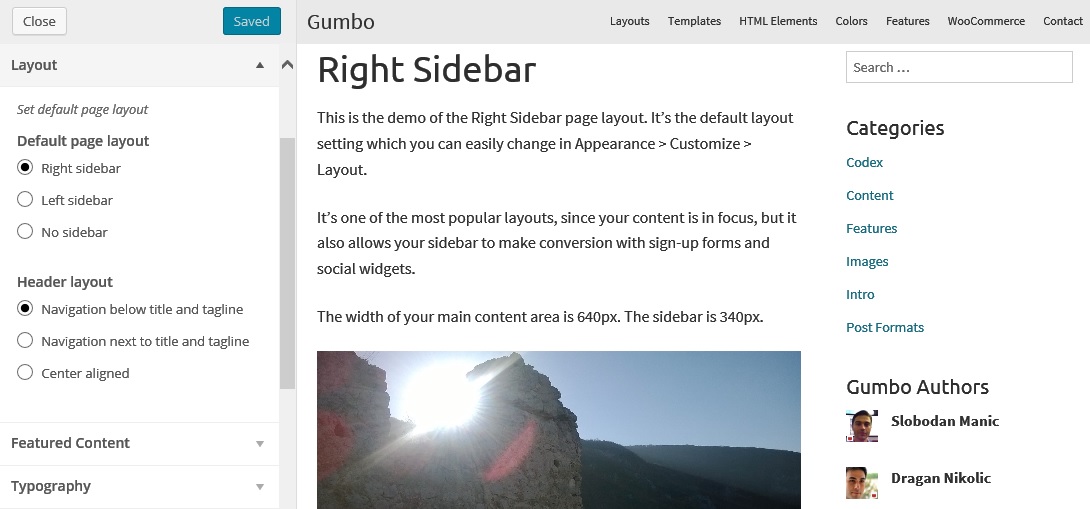 Close
Saved
Layout
Set default page layout
Default page layout
Right sidebar
Left sidebar
No sidebar
Header layout
Navigation below title and tagline
Navigation next to title and tagline
Center aligned
Featured Content
Typography
Gumbo
Layouts Templates HTML Elements Colors Features WooCommerce Contact
Right Sidebar
This is the demo of the Right Sidebar page layout. It’s the default layout
setting which you can easily change in Appearance > Customize >
Layout.
It’s one of the most popular layouts, since your content is in focus, but it
also allows your sidebar to make conversion with sign-up forms and
social widgets.
The width of your main content area is 640px. The sidebar is 340px.
Search …
Categories
Codex
Content
Features
Images
Intro
Post Formats
Gumbo Authors
Slobodan Manic
Dragan Nikolic